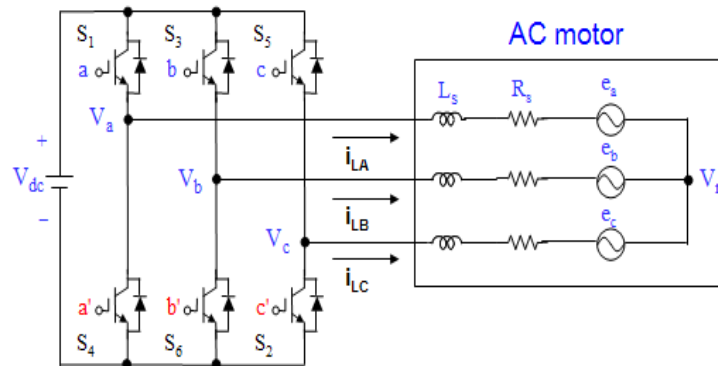 S1 S3 S5
AC motor
a b c
Ls Rs ea
Va
+
iLA
eb
Vdc
Vb
Vn
−
iLB
ec
Vc
iLC
a' b' c'
S4 S6 S2